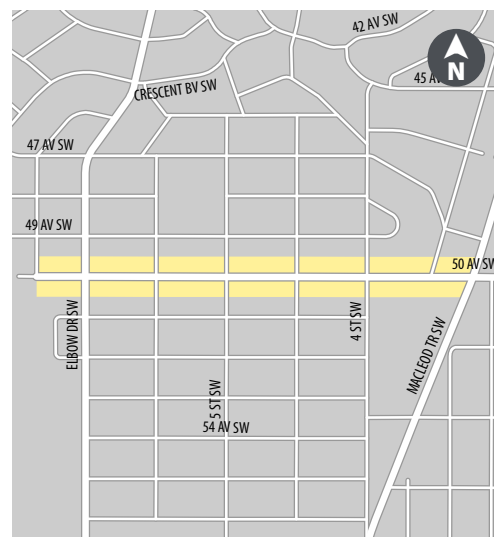 42 AV SW
N
45 A
CRESCENT BV SW
47 AV SW
49 AV SW
50 AV SW
ELBOW DR SW
4 ST SW
MACLEOD TR SW
5 ST SW
54 AV SW